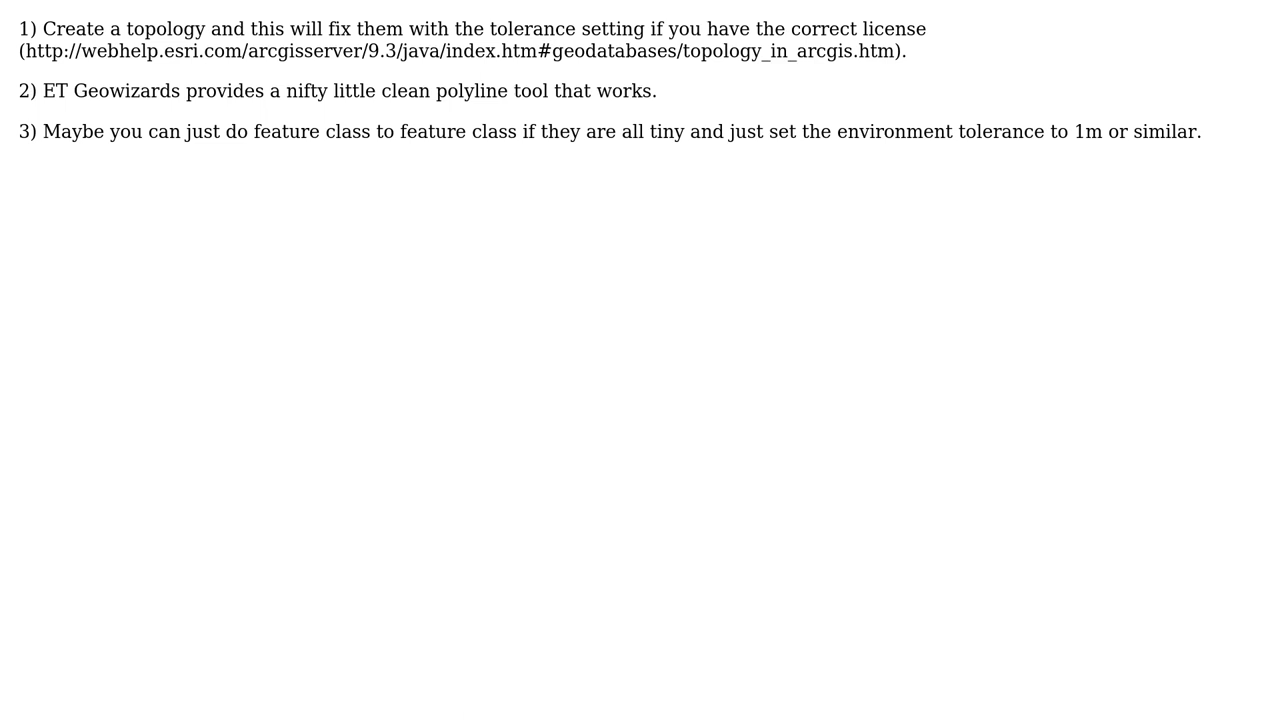 1) Create a topology and this will fix them with the tolerance setting if you have the correct license
(http://webhelp.esri.com/arcgisserver/9.3/java/index.htm#geodatabases/topology_in_arcgis.htm).
2) ET Geowizards provides a nifty little clean polyline tool that works.
3) Maybe you can just do feature class to feature class if they are all tiny and just set the environment tolerance to 1m or similar.